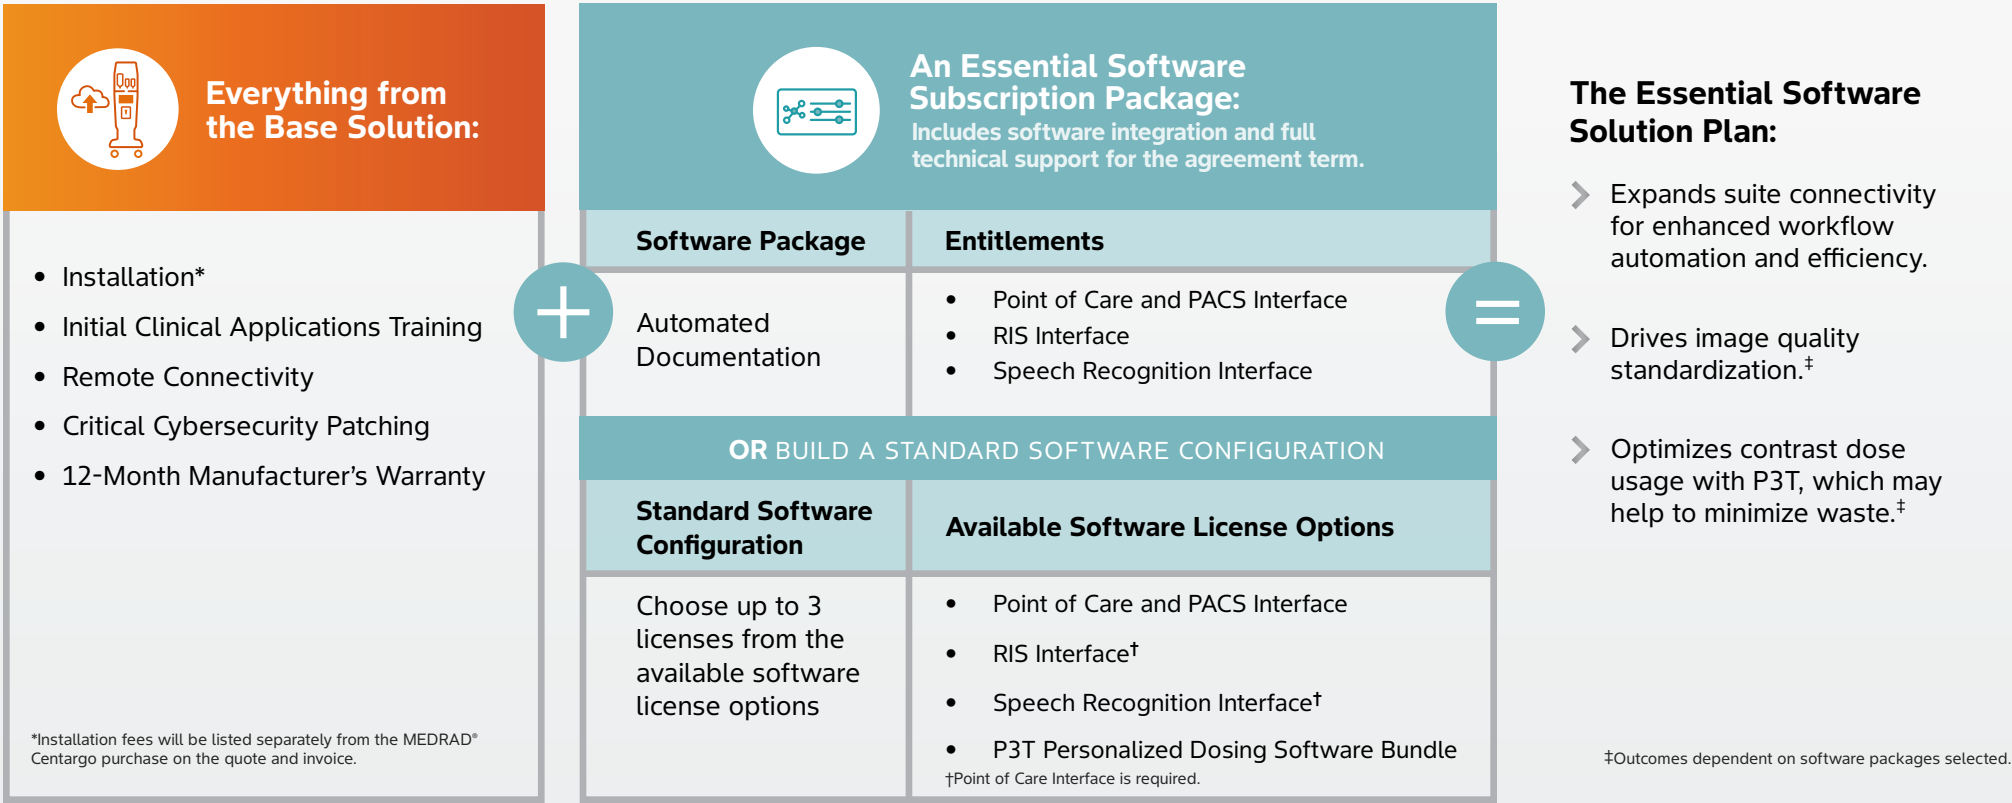 Everything from
the Base Solution:
• Installation*
• Initial Clinical Applications Training
• Remote Connectivity
• Critical Cybersecurity Patching
• 12-Month Manufacturer’s Warranty
*Installation fees will be listed separately from the MEDRAD®
Centargo purchase on the quote and invoice.
+
An Essential Software
Subscription Package:
Includes software integration and full
technical support for the agreement term.
Software Package
Entitlements
Automated
Documentation
• Point of Care and PACS Interface
• RIS Interface
• Speech Recognition Interface
OR BUILD A STANDARD SOFTWARE CONFIGURATION
Standard Software
Configuration
Available Software License Options
Choose up to 3
licenses from the
available software
license options
• Point of Care and PACS Interface
• RIS Interface†
• Speech Recognition Interface†
• P3T Personalized Dosing Software Bundle
†Point of Care Interface is required.
=
The Essential Software
Solution Plan:
Expands suite connectivity
for enhanced workflow
automation and efficiency.
Drives image quality
standardization.‡
Optimizes contrast dose
usage with P3T, which may
help to minimize waste.‡
‡Outcomes dependent on software packages selected.